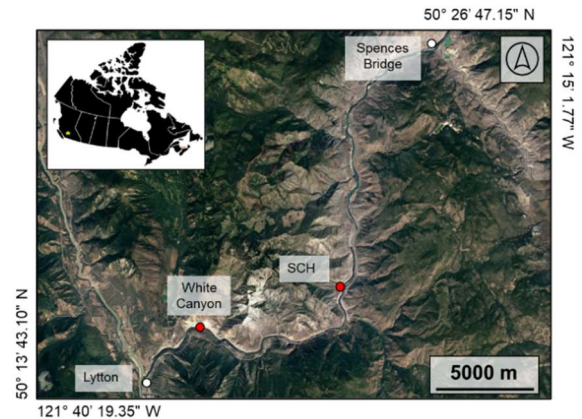 50° 26' 47.15" N
Spences
Bridge
121° 15' 1.77" W
SCH
White
Canyon
50° 13' 43.10" N
5000 m
Lytton
121° 40' 19.35" W